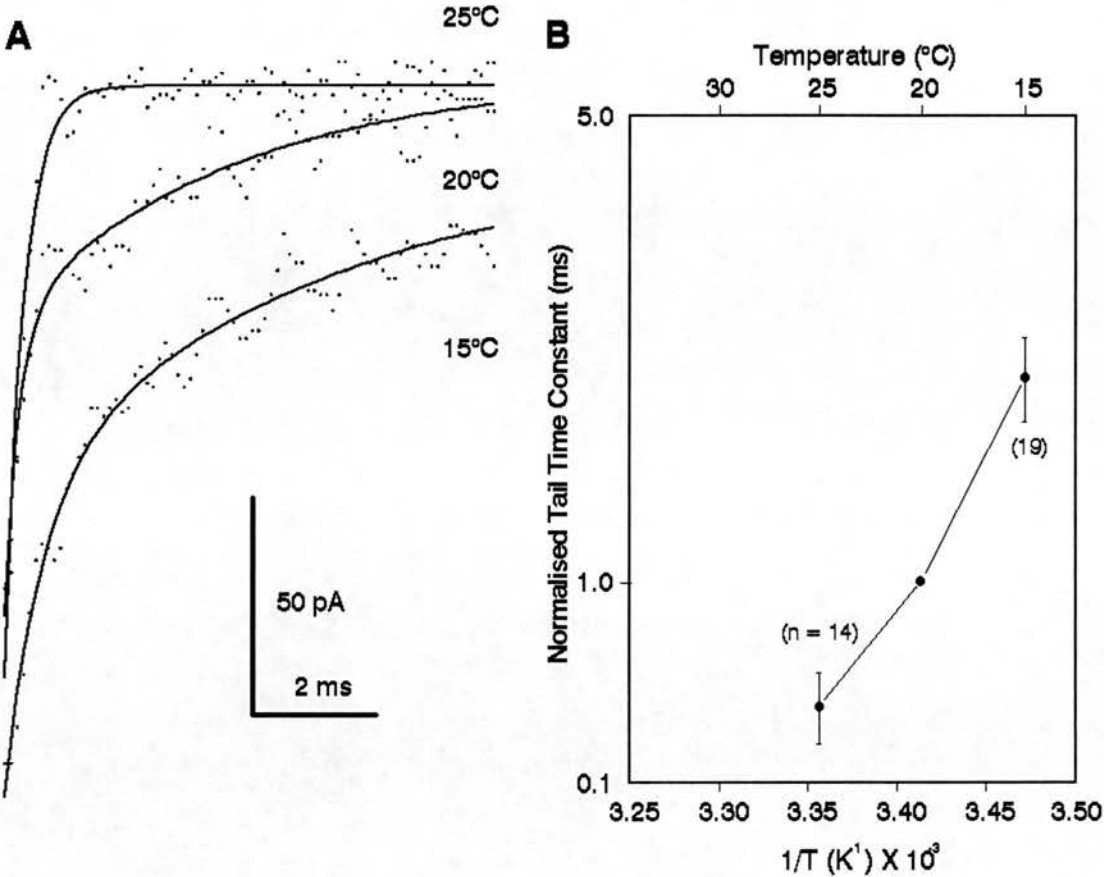 A
25°C
20°C
15°C
50 pA
2 ms
B
Temperature (°C)
30 25 20 15
5.0
1.0
0.1
Normalised Tail Time Constant (ms)
(n = 14)
(19)
3.25 3.30 3.35 3.40 3.45 3.50
1/T (K¹) X 10³